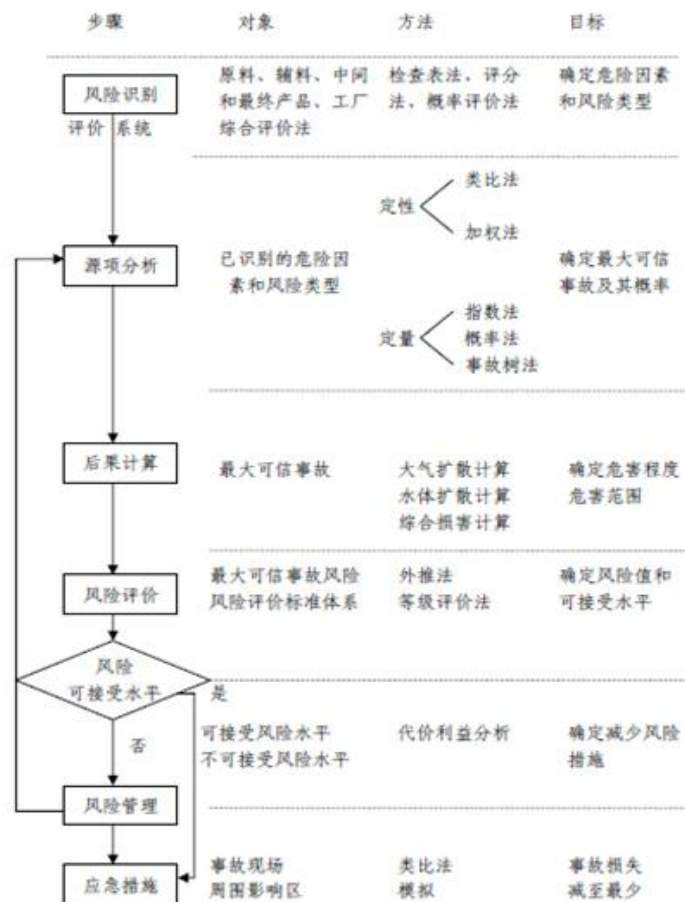 步骤 对象 方法 目标
风险识别
评价 系统
原料、辅料、中间
和最终产品、工厂
综合评价法
检查表法、评分
法、概率评价法
确定危险因素
和风险类型
源项分析
已识别的危险因
素和风险类型
定性
类比法
加权法
定量
指数法
概率法
事故树法
确定最大可信
事故及其概率
后果计算
最大可信事故
大气扩散计算
水体扩散计算
综合损害计算
确定危害程度
危害范围
风险评价
最大可信事故风险
风险评价标准体系
外推法
等级评价法
确定风险值和
可接受水平
风险
可接受水平
是
否
可接受风险水平
不可接受风险水平
代价利益分析
确定减少风险
措施
风险管理
应急措施
事故现场
周围影响区
类比法
模拟
事故损失
减至最少